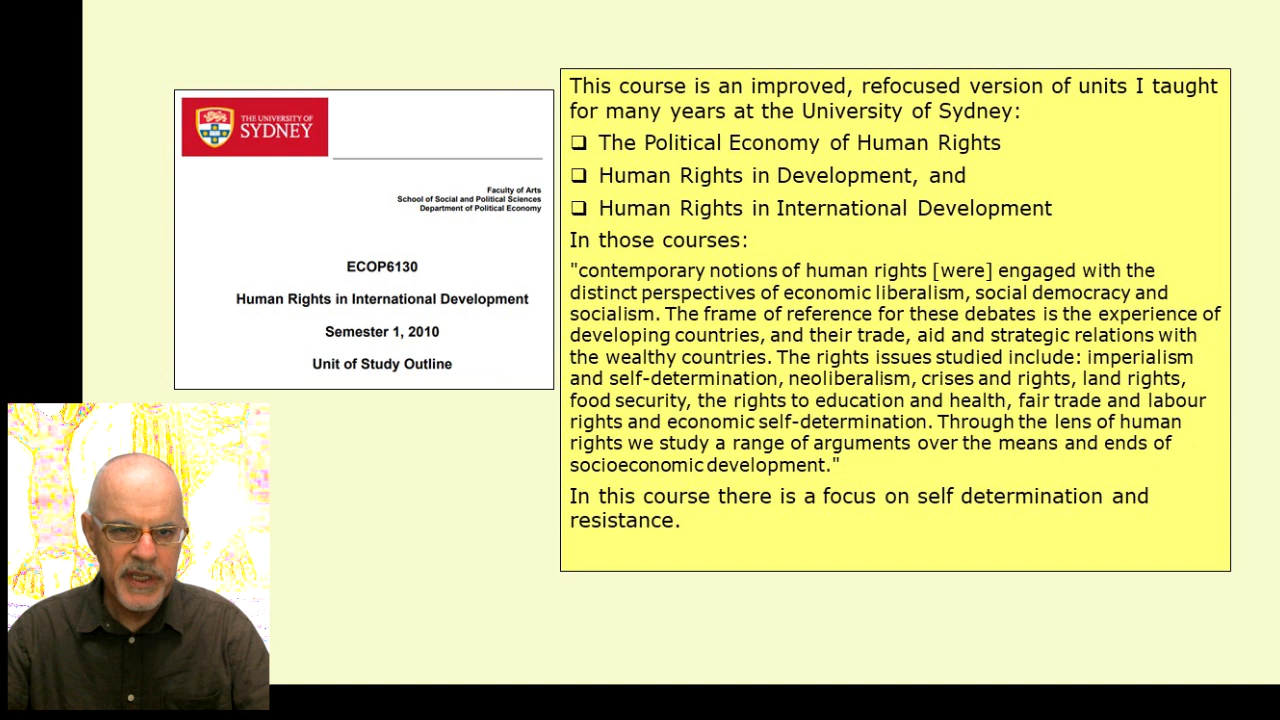 THE UNIVERSITY OF
SYDNEY
Faculty of Arts
School of Social and Political Sciences
Department of Political Economy
ECOP6130
Human Rights in International Development
Semester 1, 2010
Unit of Study Outline
This course is an improved, refocused version of units I taught
for many years at the University of Sydney:
❑ The Political Economy of Human Rights
❑ Human Rights in Development, and
❑ Human Rights in International Development
In those courses:
"contemporary notions of human rights [were] engaged with the
distinct perspectives of economic liberalism, social democracy and
socialism. The frame of reference for these debates is the experience of
developing countries, and their trade, aid and strategic relations with
the wealthy countries. The rights issues studied include: imperialism
and self-determination, neoliberalism, crises and rights, land rights,
food security, the rights to education and health, fair trade and labour
rights and economic self-determination. Through the lens of human
rights we study a range of arguments over the means and ends of
socioeconomic development."
In this course there is a focus on self determination and
resistance.